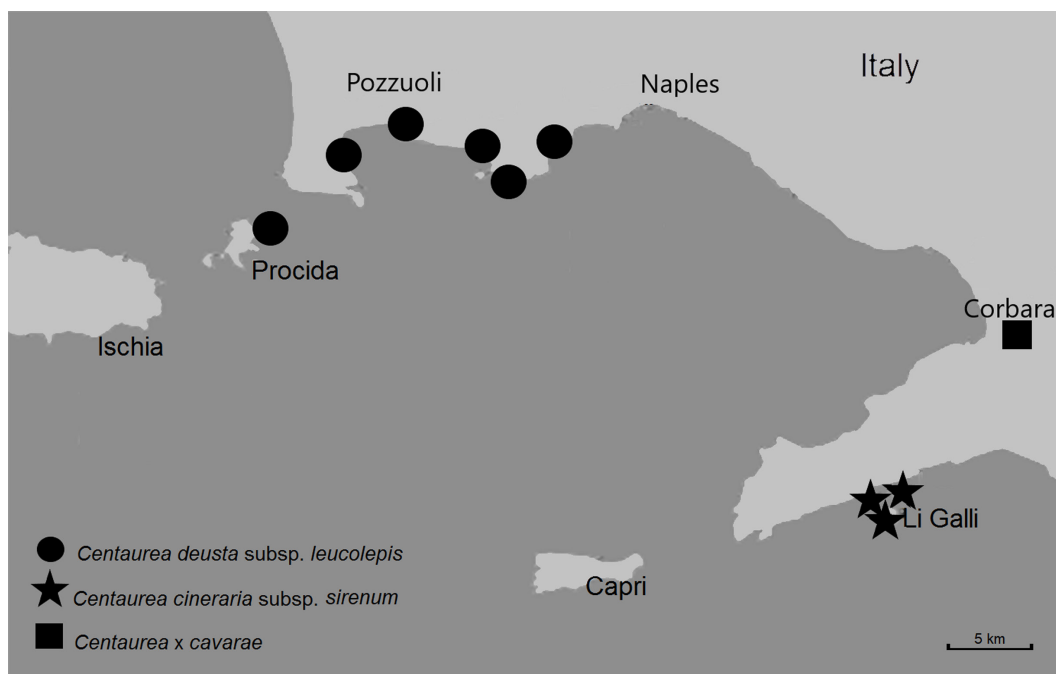 Italy
Pozzuoli
Naples
Procida
Corbara
Ischia
Li Galli
Centaurea deusta subsp. leucolepis
Capri
Centaurea cineraria subsp. sirenum
Centaurea x cavarae
5 km